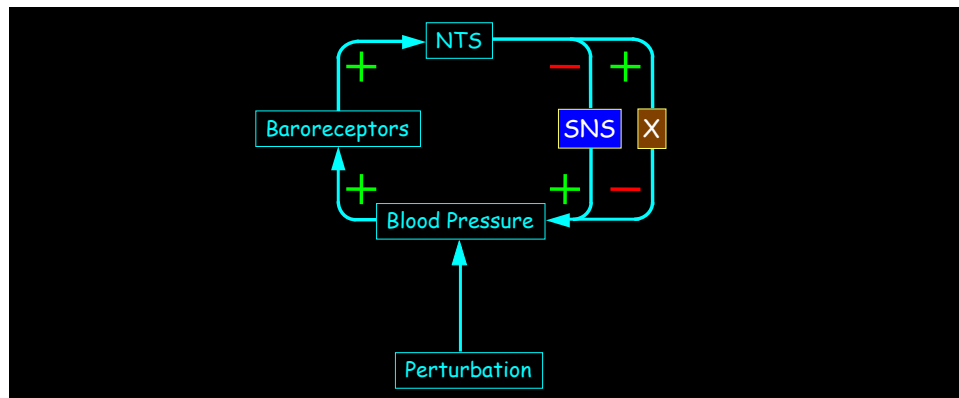 NTS
+
−
+
Baroreceptors
SNS
X
+
+
−
Blood Pressure
Perturbation